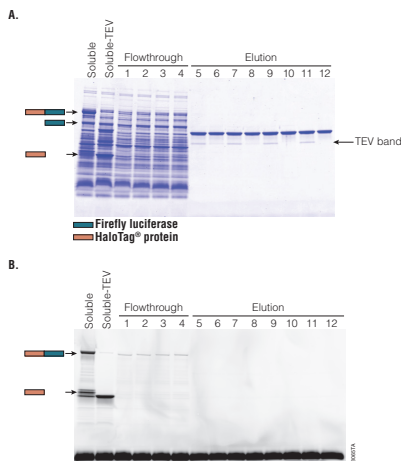 A.
Soluble
Soluble-TEV
Flowthrough
Elution
1 2 3 4 5 6 7 8 9 10 11 12
TEV band
Firefly luciferase
HaloTag® protein
B.
Soluble
Soluble-TEV
Flowthrough
Elution
1 2 3 4 5 6 7 8 9 10 11 12